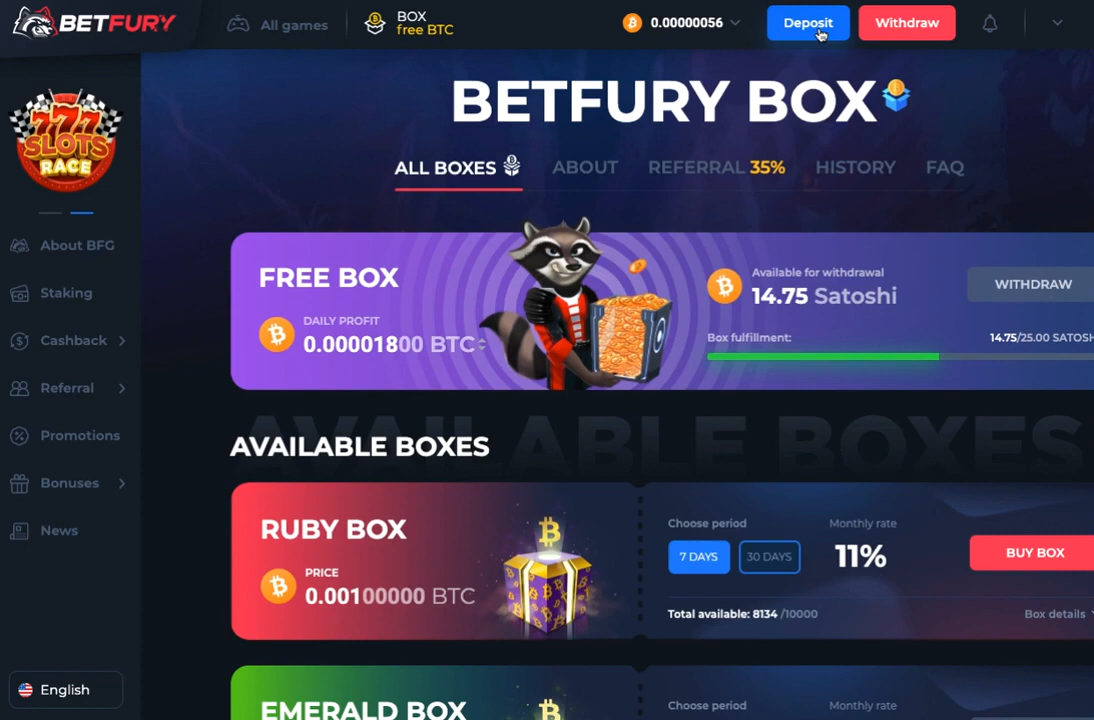 BETFURY
All games
BOX
free BTC
0.00000056
Deposit
Withdraw
777
SLOTS
RACE
About BFG
Staking
Cashback
Referral
Promotions
Bonuses
News
English
BETFURY BOX
ALL BOXES
ABOUT
REFERRAL 35%
HISTORY
FAQ
FREE BOX
DAILY PROFIT
0.00001800 BTC
Available for withdrawal
14.75 Satoshi
WITHDRAW
Box fulfillment:
14.75/25.00 SATOSH
AVAILABLE BOXES
AVAILABLE BOXES
RUBY BOX
PRICE
0.00100000 BTC
Choose period
7 DAYS
30 DAYS
Monthly rate
11%
BUY BOX
Total available: 8134 /10000
Box details
EMERALD BOX
Choose period
Monthly rate